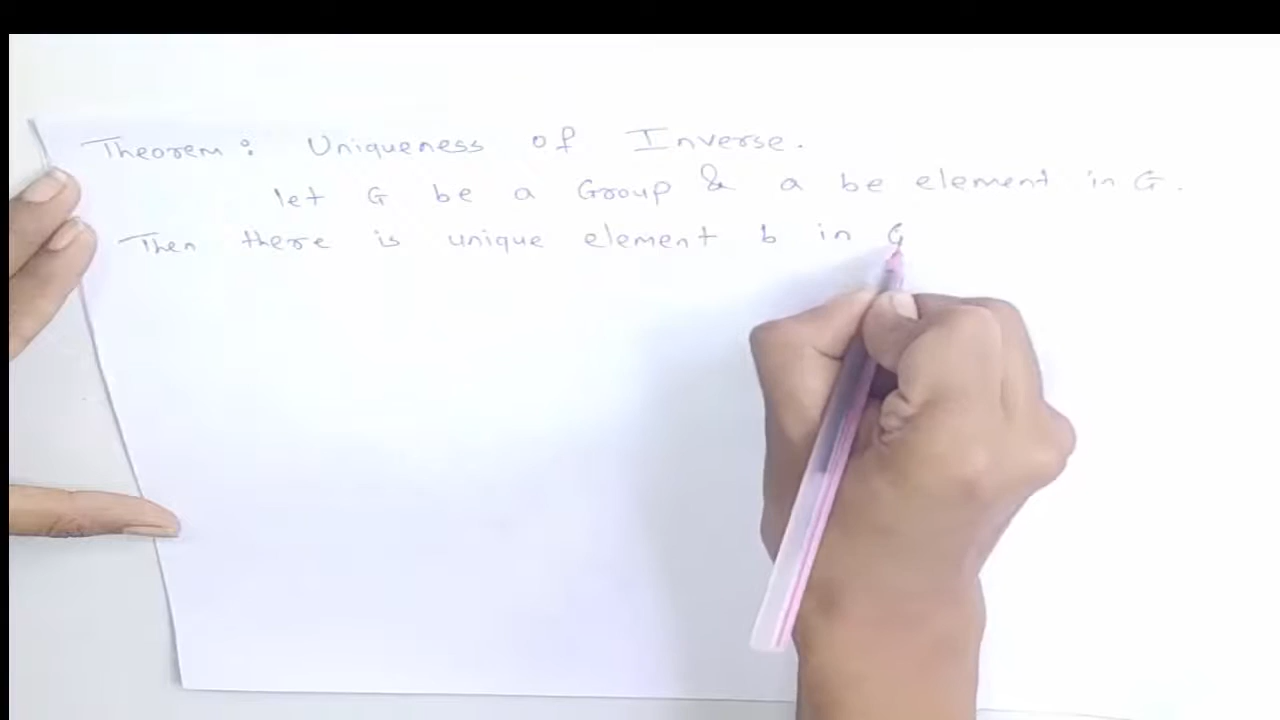 Theorem: Uniqueness of Inverse.
let G be a Group & a be element in G.
Then there is unique element b in G